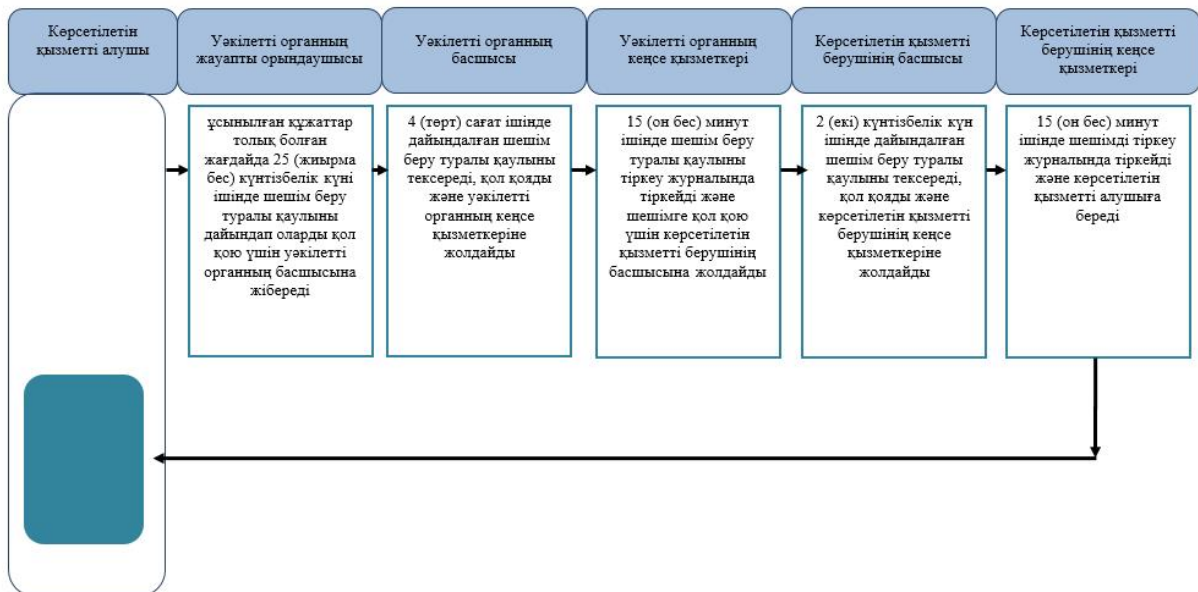 Көрсетілетін
қызметті алушы
Уәкілетті органның
жауапты орындаушысы
Уәкілетті органның
басшысы
Уәкілетті органның
кеңсе қызметкері
Көрсетілетін қызметті
берушінің басшысы
Көрсетілетін қызметті
берушінің кеңсе
қызметкері
ұсынылған құжаттар
толық болған
жағдайда 25 (жиырма
бес) күнтізбелік күні
ішінде шешім беру
туралы қаулыны
дайындап оларды қол
қою үшін уәкілетті
органның басшысына
жібереді
4 (төрт) сағат ішінде
дайындалған шешім
беру туралы қаулыны
тексереді, қол қояды
және уәкілетті
органның кеңсе
қызметкеріне
жолдайды
15 (он бес) минут
ішінде шешім беру
туралы қаулыны
тіркеу журналында
тіркейді және
шешімге қол қою
үшін көрсетілетін
қызметті берушінің
басшысына жолдайды
2 (екі) күнтізбелік күн
ішінде дайындалған
шешім беру туралы
қаулыны тексереді,
қол қояды және
көрсетілетін қызметті
берушінің кеңсе
қызметкеріне
жолдайды
15 (он бес) минут
ішінде шешімді тіркеу
журналында тіркейді
және көрсетілетін
қызметті алушыға
береді